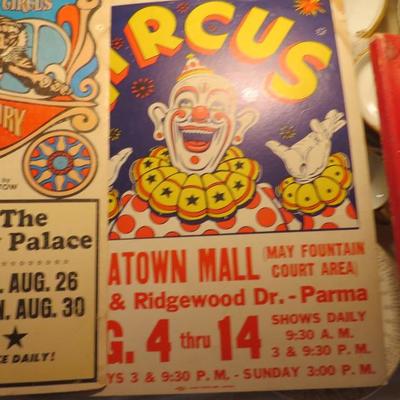 CIRCUS
The
Palace
AUG. 26
AUG. 30
DAILY!
CIRCUS
ATOWN MALL (MAY FOUNTAIN
COURT AREA)
& Ridgewood Dr. - Parma
G. 4 thru 14 SHOWS DAILY
9:30 A. M.
3 & 9:30 P. M.
YS 3 & 9:30 P. M. - SUNDAY 3:00 P. M.